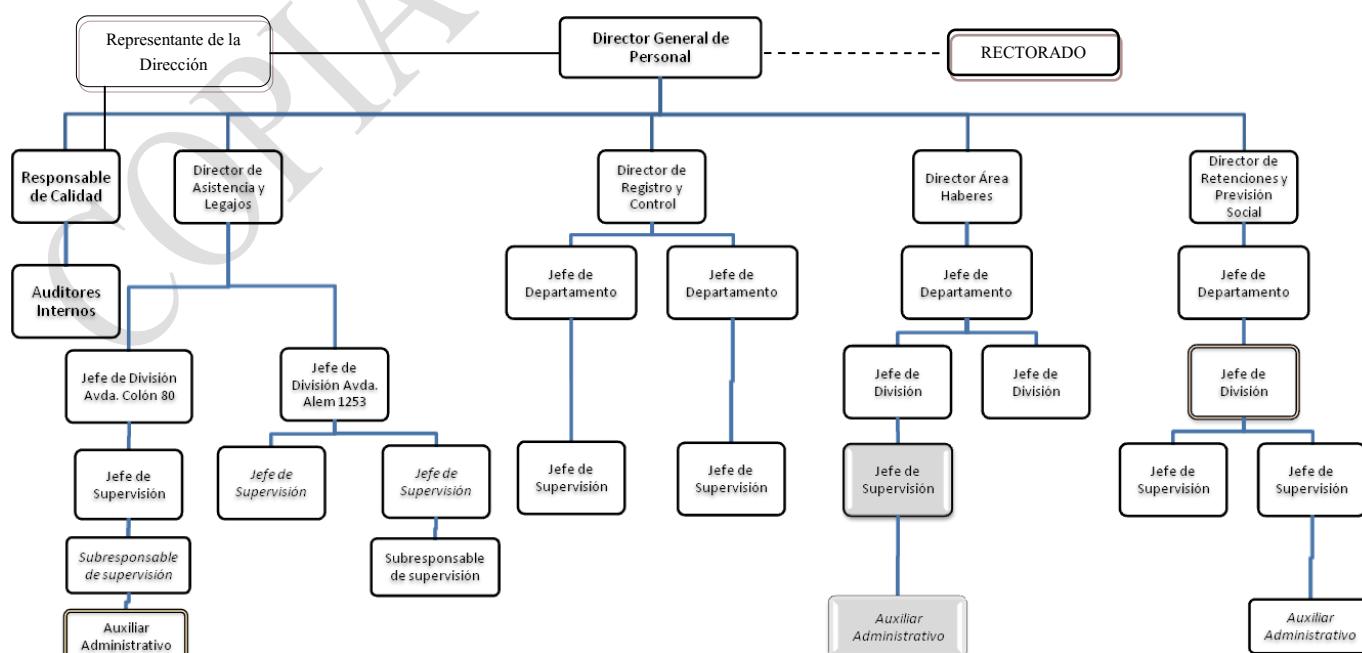 Representante de la
Dirección
Director General de
Personal
RECTORADO
Responsable
de Calidad
Director de
Asistencia y
Legajos
Director de
Registro y
Control
Director Área
Haberes
Director de
Retenciones y
Previsión
Social
Auditores
Internos
Jefe de
Departamento
Jefe de
Departamento
Jefe de
Departamento
Jefe de
Departamento
Jefe de División
Avda. Colón 80
Jefe de
División Avda.
Alem 1253
Jefe de
División
Jefe de
División
Jefe de
División
Jefe de
Supervisión
Jefe de
Supervisión
Jefe de
Supervisión
Jefe de
Supervisión
Jefe de
Supervisión
Jefe de
Supervisión
Jefe de
Supervisión
Jefe de
Supervisión
Subresponsable
de supervisión
Subresponsable
de supervisión
Auxiliar
Administrativo
Auxiliar
Administrativo
Auxiliar
Administrativo
COPIA